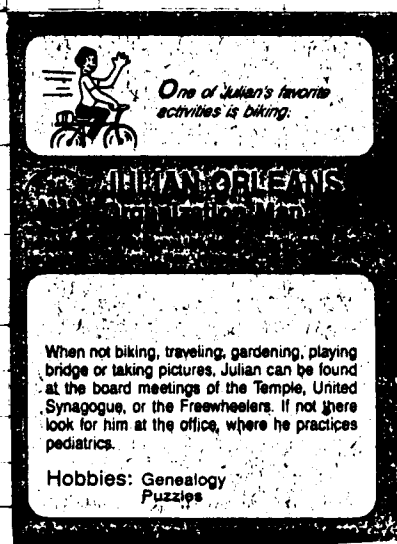 One of Julian's favorite
activities is biking.
JULIAN ORLEANS
Organization Man
When not biking, traveling, gardening, playing
bridge or taking pictures, Julian can be found
at the board meetings of the Temple, United
Synagogue, or the Freewheelers. If not there
look for him at the office, where he practices
pediatrics.
Hobbies: Genealogy
Puzzles